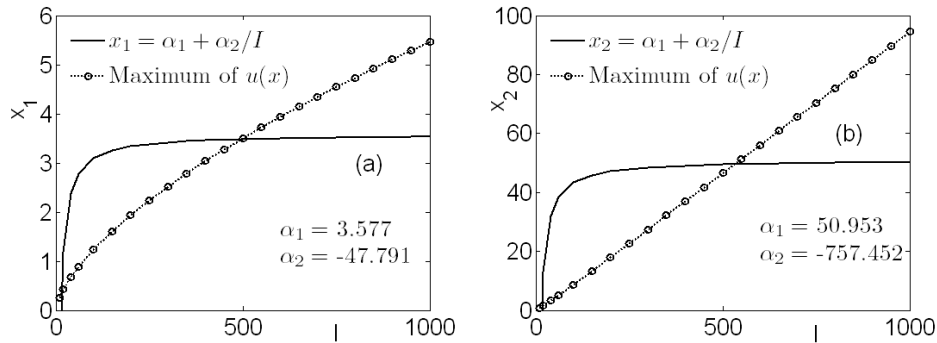 6
5
4
3
2
1
0
x₁
x₁ = α₁ + α₂/I
Maximum of u(x)
(a)
α₁ = 3.577
α₂ = -47.791
0
500
1000
I
100
80
60
40
20
0
x₂
x₂ = α₁ + α₂/I
Maximum of u(x)
(b)
α₁ = 50.953
α₂ = -757.452
0
500
1000
I